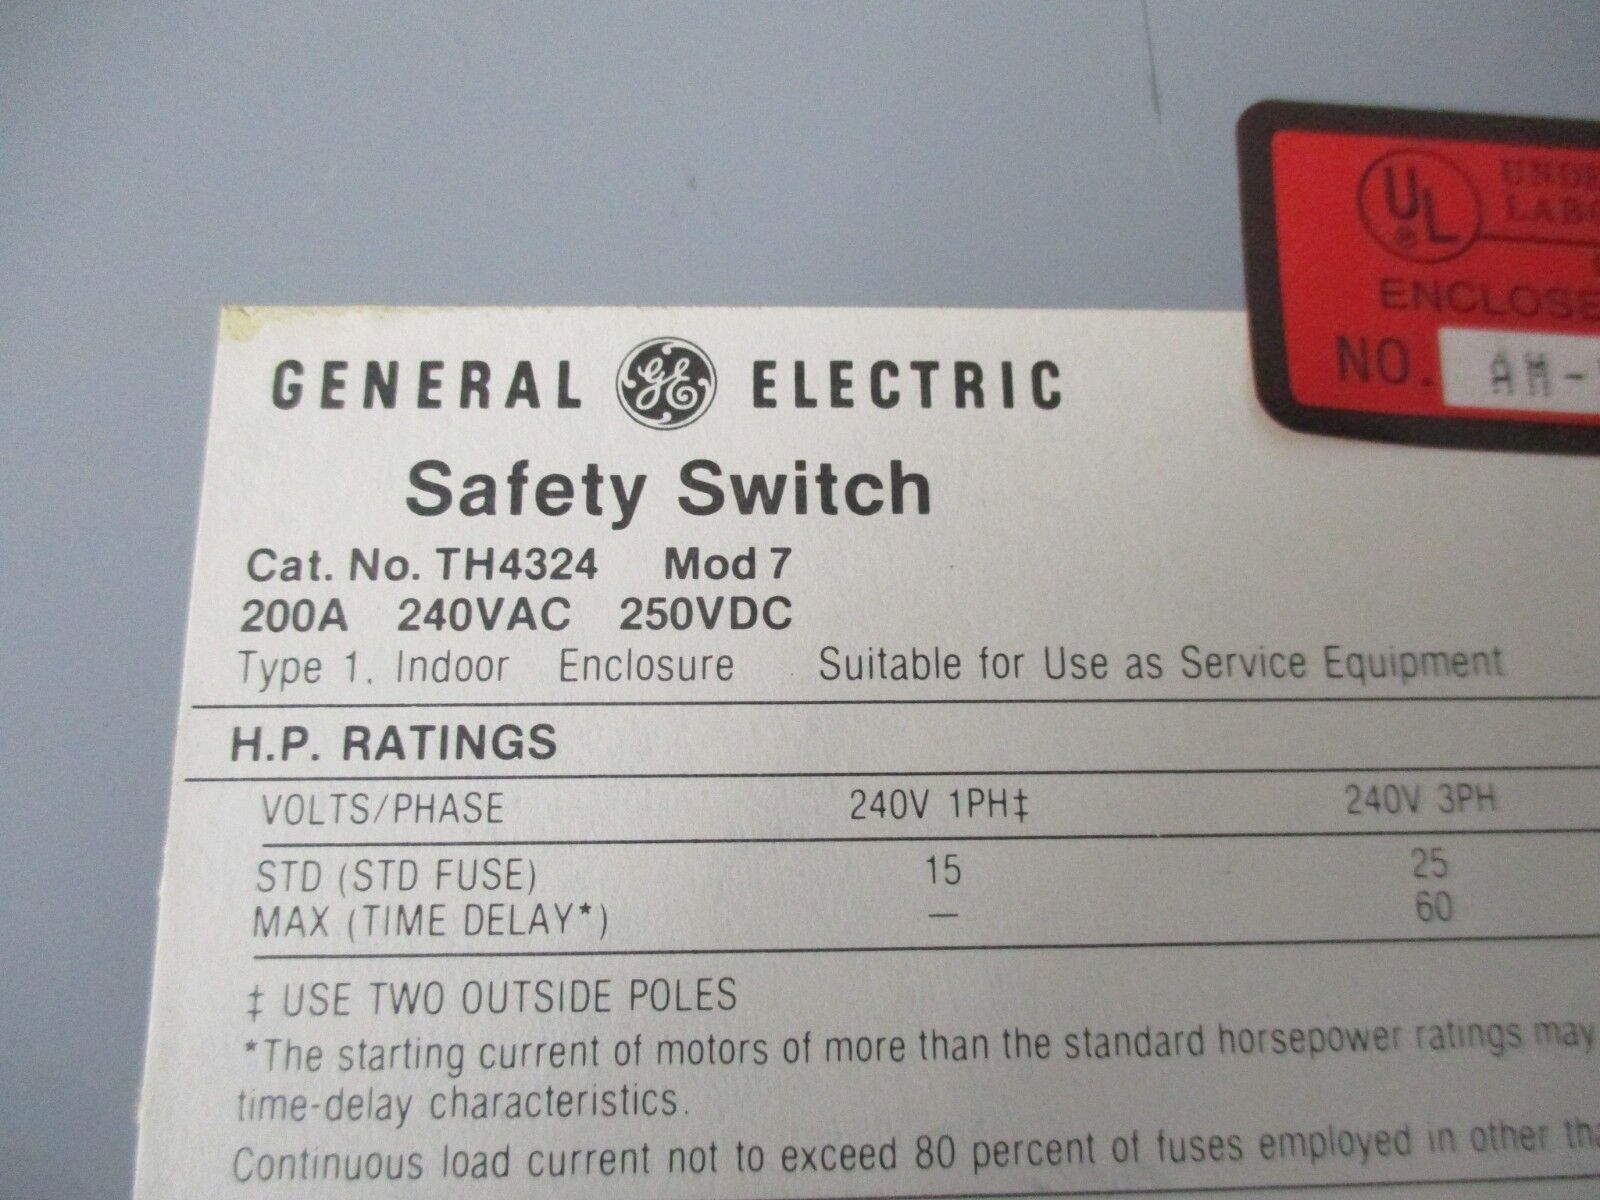 UL
ENCLOSE
NO. AM-
GENERAL GE ELECTRIC
Safety Switch
Cat. No. TH4324 Mod 7
200A 240VAC 250VDC
Type 1. Indoor Enclosure Suitable for Use as Service Equipment
H.P. RATINGS
VOLTS/PHASE 240V 1PH‡ 240V 3PH
STD (STD FUSE) 15 25
MAX (TIME DELAY*) — 60
‡ USE TWO OUTSIDE POLES
*The starting current of motors of more than the standard horsepower ratings may
time-delay characteristics.
Continuous load current not to exceed 80 percent of fuses employed in other